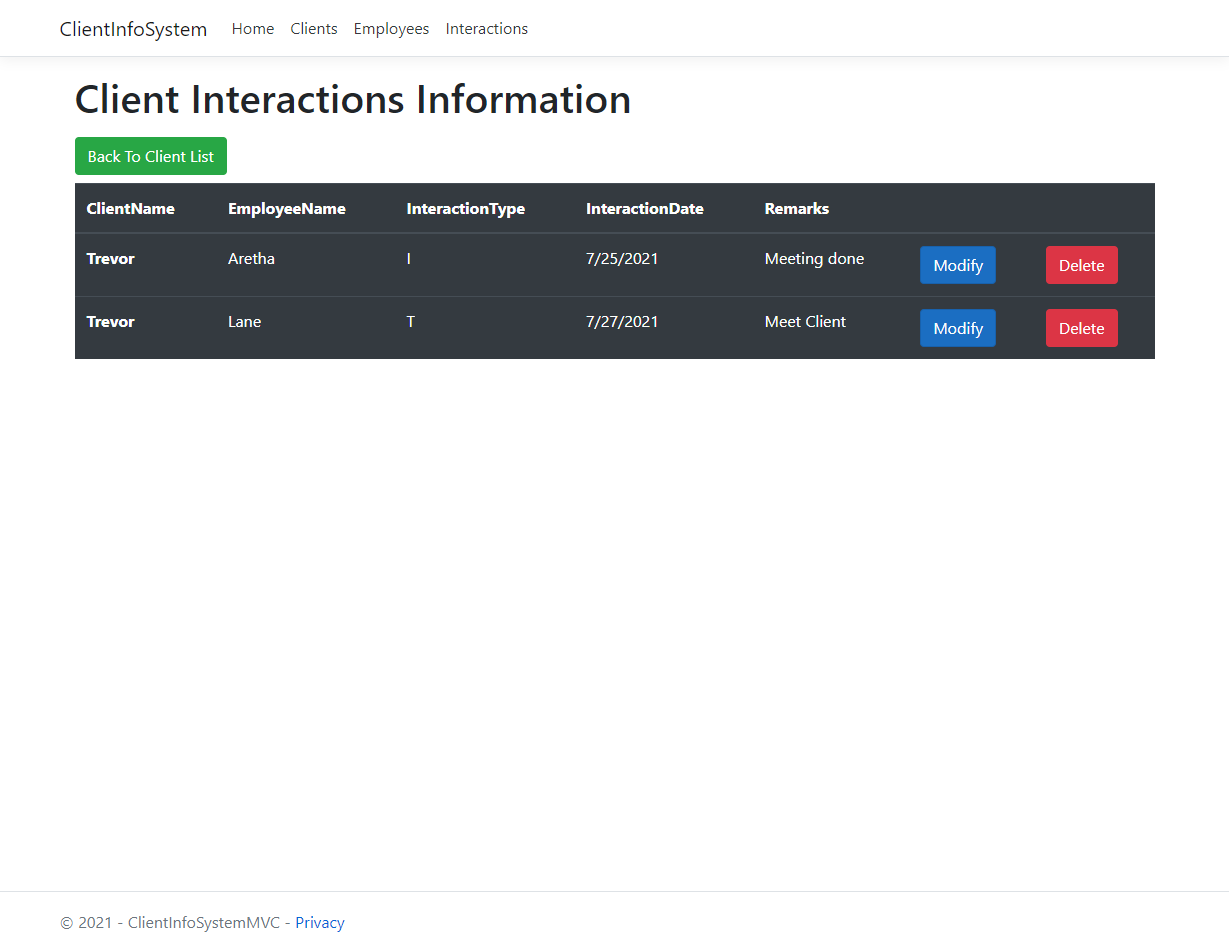 ClientInfoSystem Home Clients Employees Interactions
Client Interactions Information
Back To Client List
ClientName EmployeeName InteractionType InteractionDate Remarks
Trevor Aretha I 7/25/2021 Meeting done Modify Delete
Trevor Lane T 7/27/2021 Meet Client Modify Delete
© 2021 - ClientInfoSystemMVC - Privacy